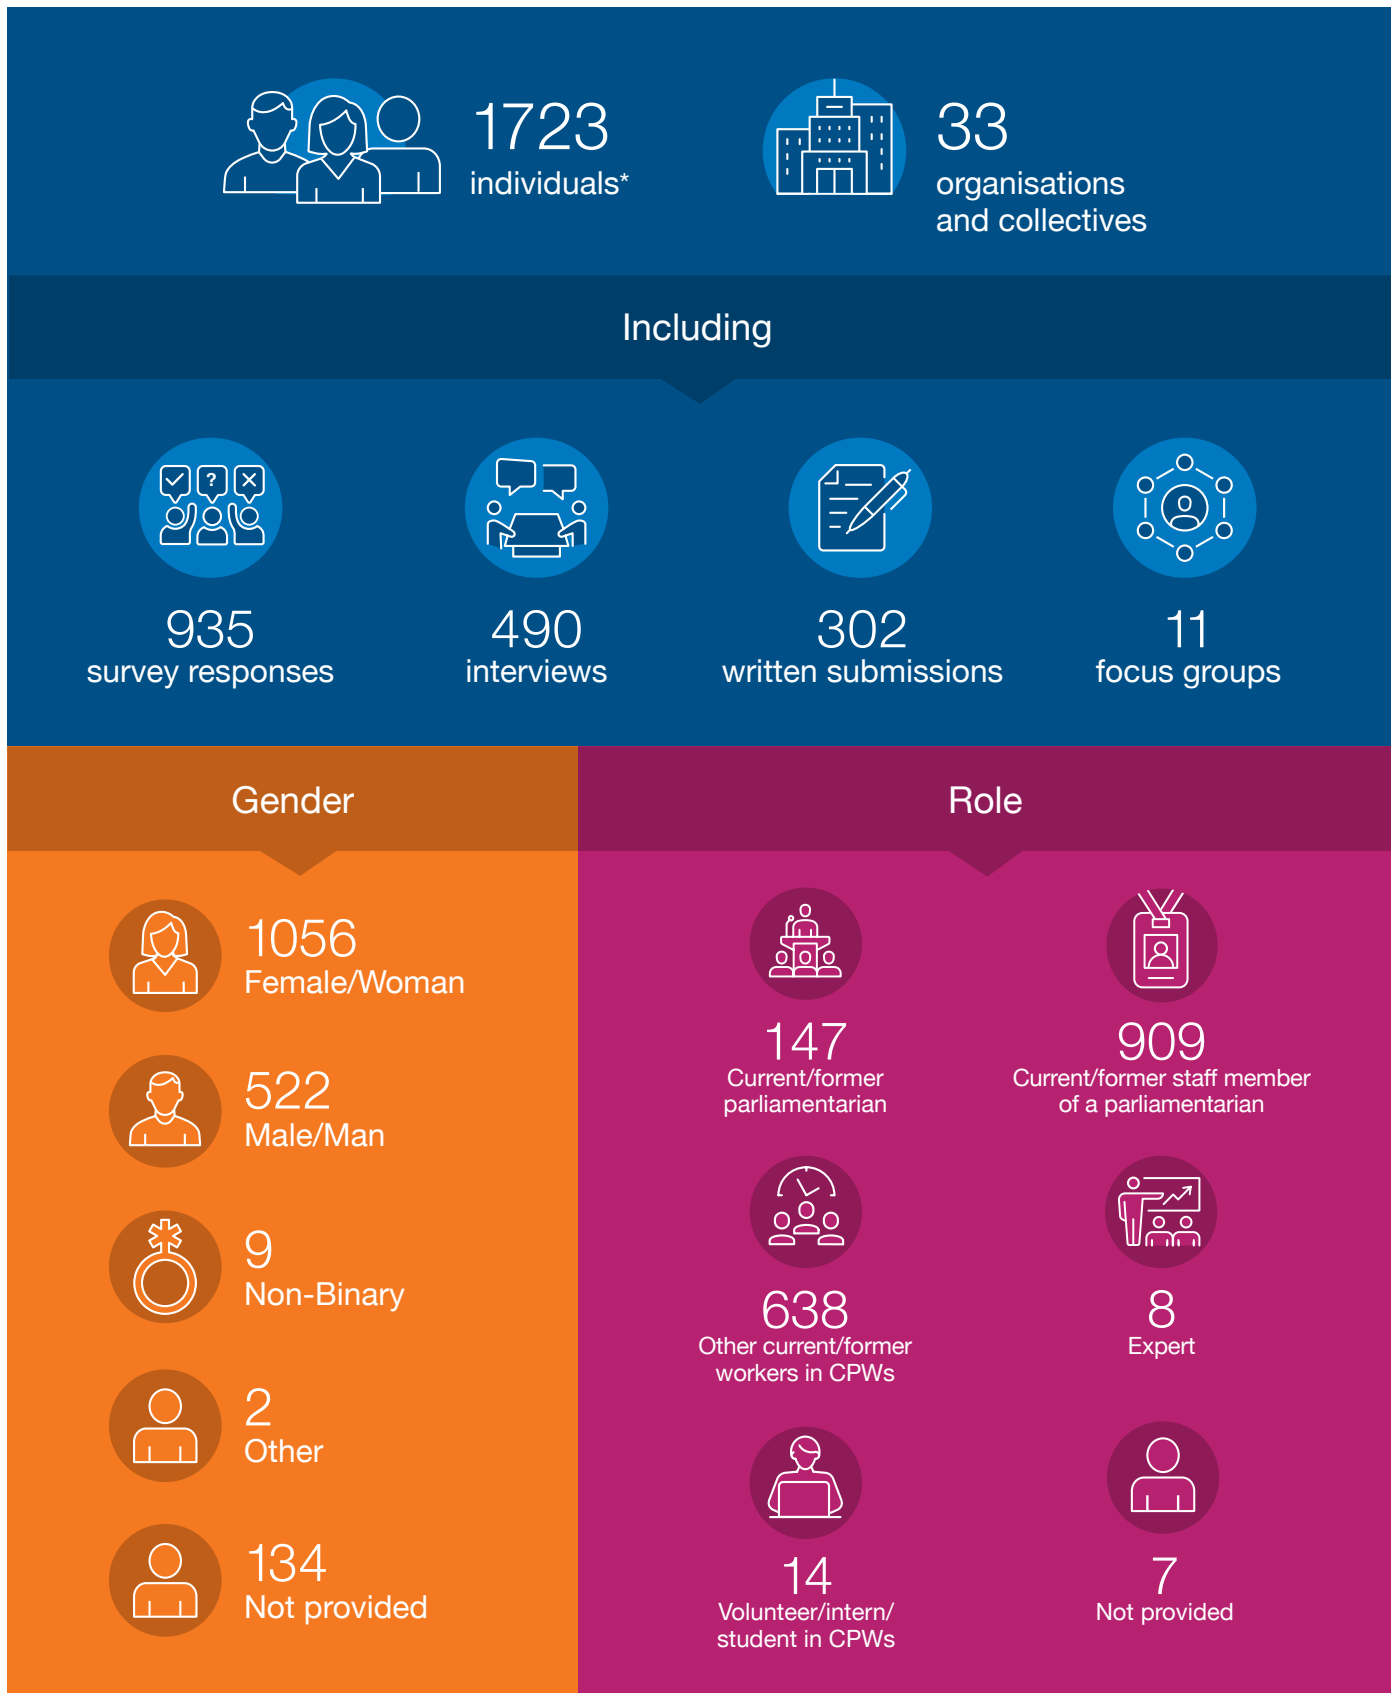 1723
individuals*
33
organisations
and collectives
Including
?
935
survey responses
490
interviews
302
written submissions
11
focus groups
Gender
1056
Female/Woman
522
Male/Man
9
Non-Binary
2
Other
134
Not provided
Role
147
Current/former
parliamentarian
909
Current/former staff member
of a parliamentarian
638
Other current/former
workers in CPWs
8
Expert
14
Volunteer/intern/
student in CPWs
7
Not provided